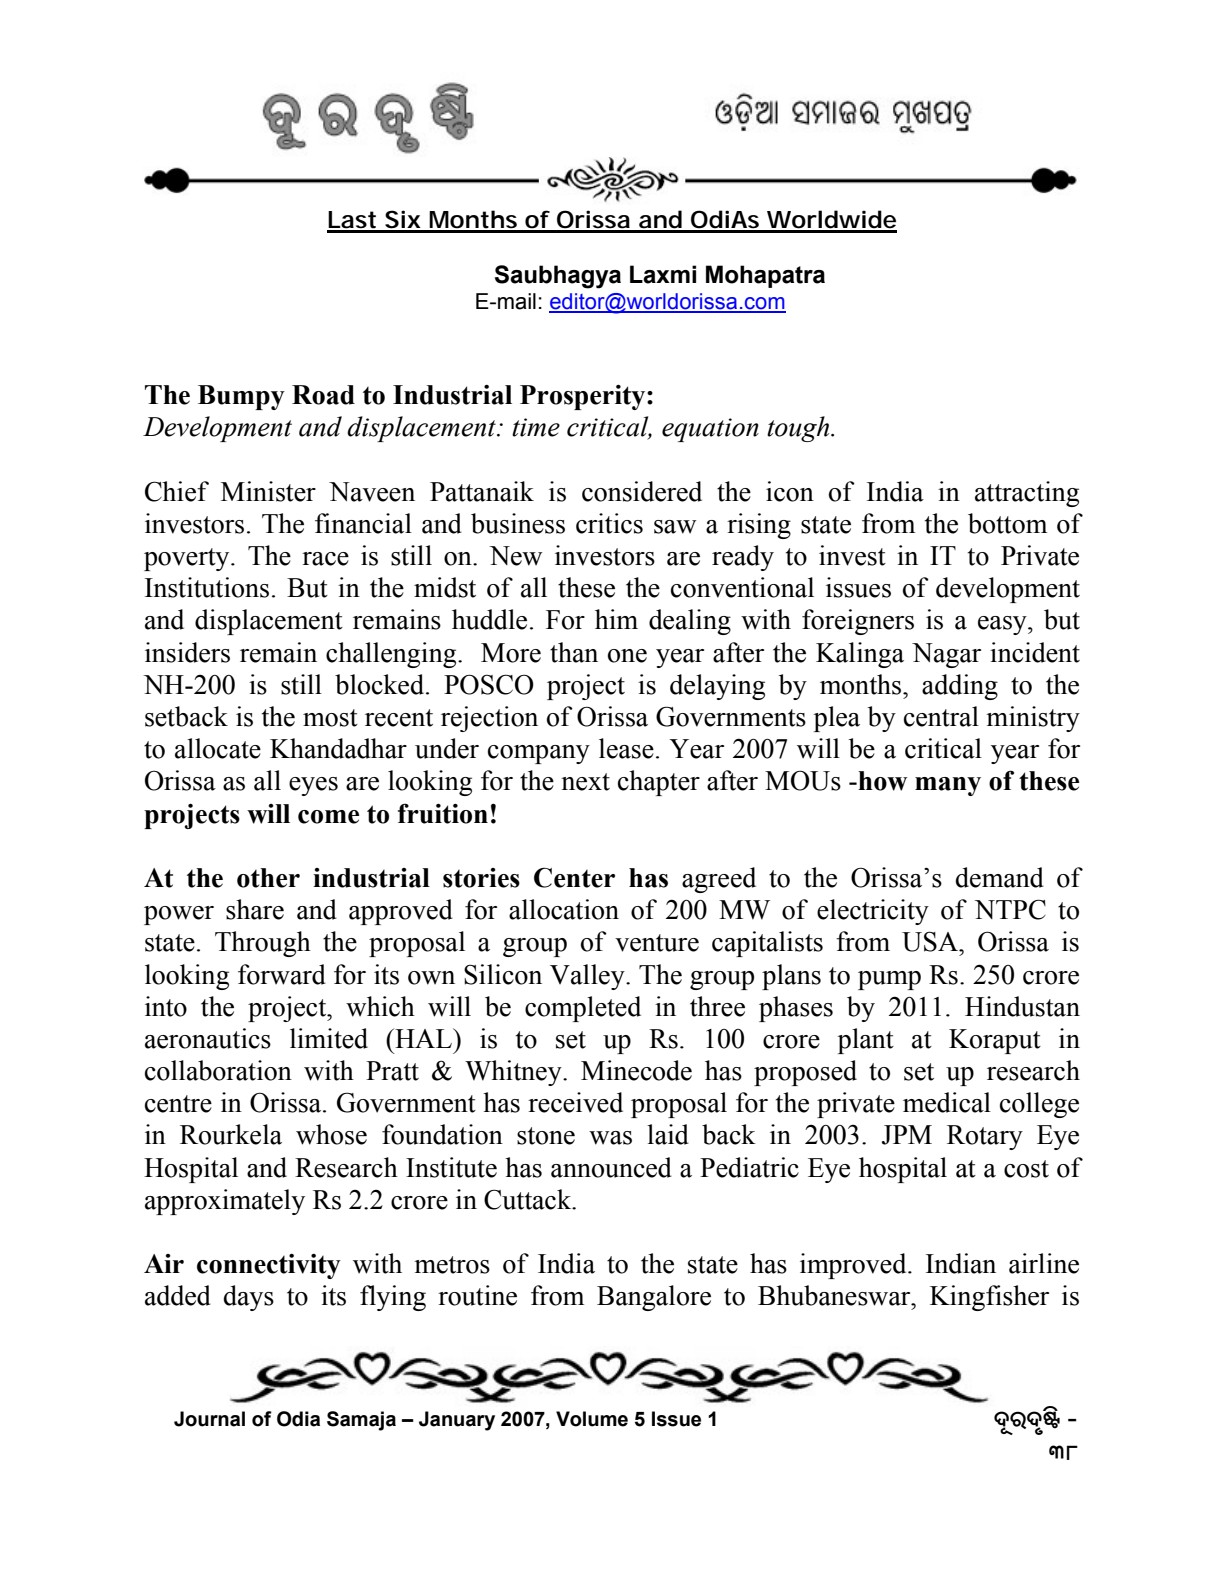 ଦୂରଦୃଷ୍ଟି
ଓଡ଼ିଆ ସମାଜର ମୁଖପତ୍ର
Last Six Months of Orissa and OdiAs Worldwide
Saubhagya Laxmi Mohapatra
E-mail: editor@worldorissa.com
The Bumpy Road to Industrial Prosperity:
Development and displacement: time critical, equation tough.
Chief Minister Naveen Pattanaik is considered the icon of India in attracting
investors. The financial and business critics saw a rising state from the bottom of
poverty. The race is still on. New investors are ready to invest in IT to Private
Institutions. But in the midst of all these the conventional issues of development
and displacement remains huddle. For him dealing with foreigners is a easy, but
insiders remain challenging.  More than one year after the Kalinga Nagar incident
NH-200 is still blocked. POSCO project is delaying by months, adding to the
setback is the most recent rejection of Orissa Governments plea by central ministry
to allocate Khandadhar under company lease. Year 2007 will be a critical year for
Orissa as all eyes are looking for the next chapter after MOUs -how many of these
projects will come to fruition!
At the other industrial stories Center has agreed to the Orissa’s demand of
power share and approved for allocation of 200 MW of electricity of NTPC to
state. Through the proposal a group of venture capitalists from USA, Orissa is
looking forward for its own Silicon Valley. The group plans to pump Rs. 250 crore
into the project, which will be completed in three phases by 2011. Hindustan
aeronautics limited (HAL) is to set up Rs. 100 crore plant at Koraput in
collaboration with Pratt & Whitney. Minecode has proposed to set up research
centre in Orissa. Government has received proposal for the private medical college
in Rourkela whose foundation stone was laid back in 2003. JPM Rotary Eye
Hospital and Research Institute has announced a Pediatric Eye hospital at a cost of
approximately Rs 2.2 crore in Cuttack.
Air connectivity with metros of India to the state has improved. Indian airline
added days to its flying routine from Bangalore to Bhubaneswar, Kingfisher is
Journal of Odia Samaja – January 2007, Volume 5 Issue 1
ଦୂରଦୃଷ୍ଟି -
୩୮